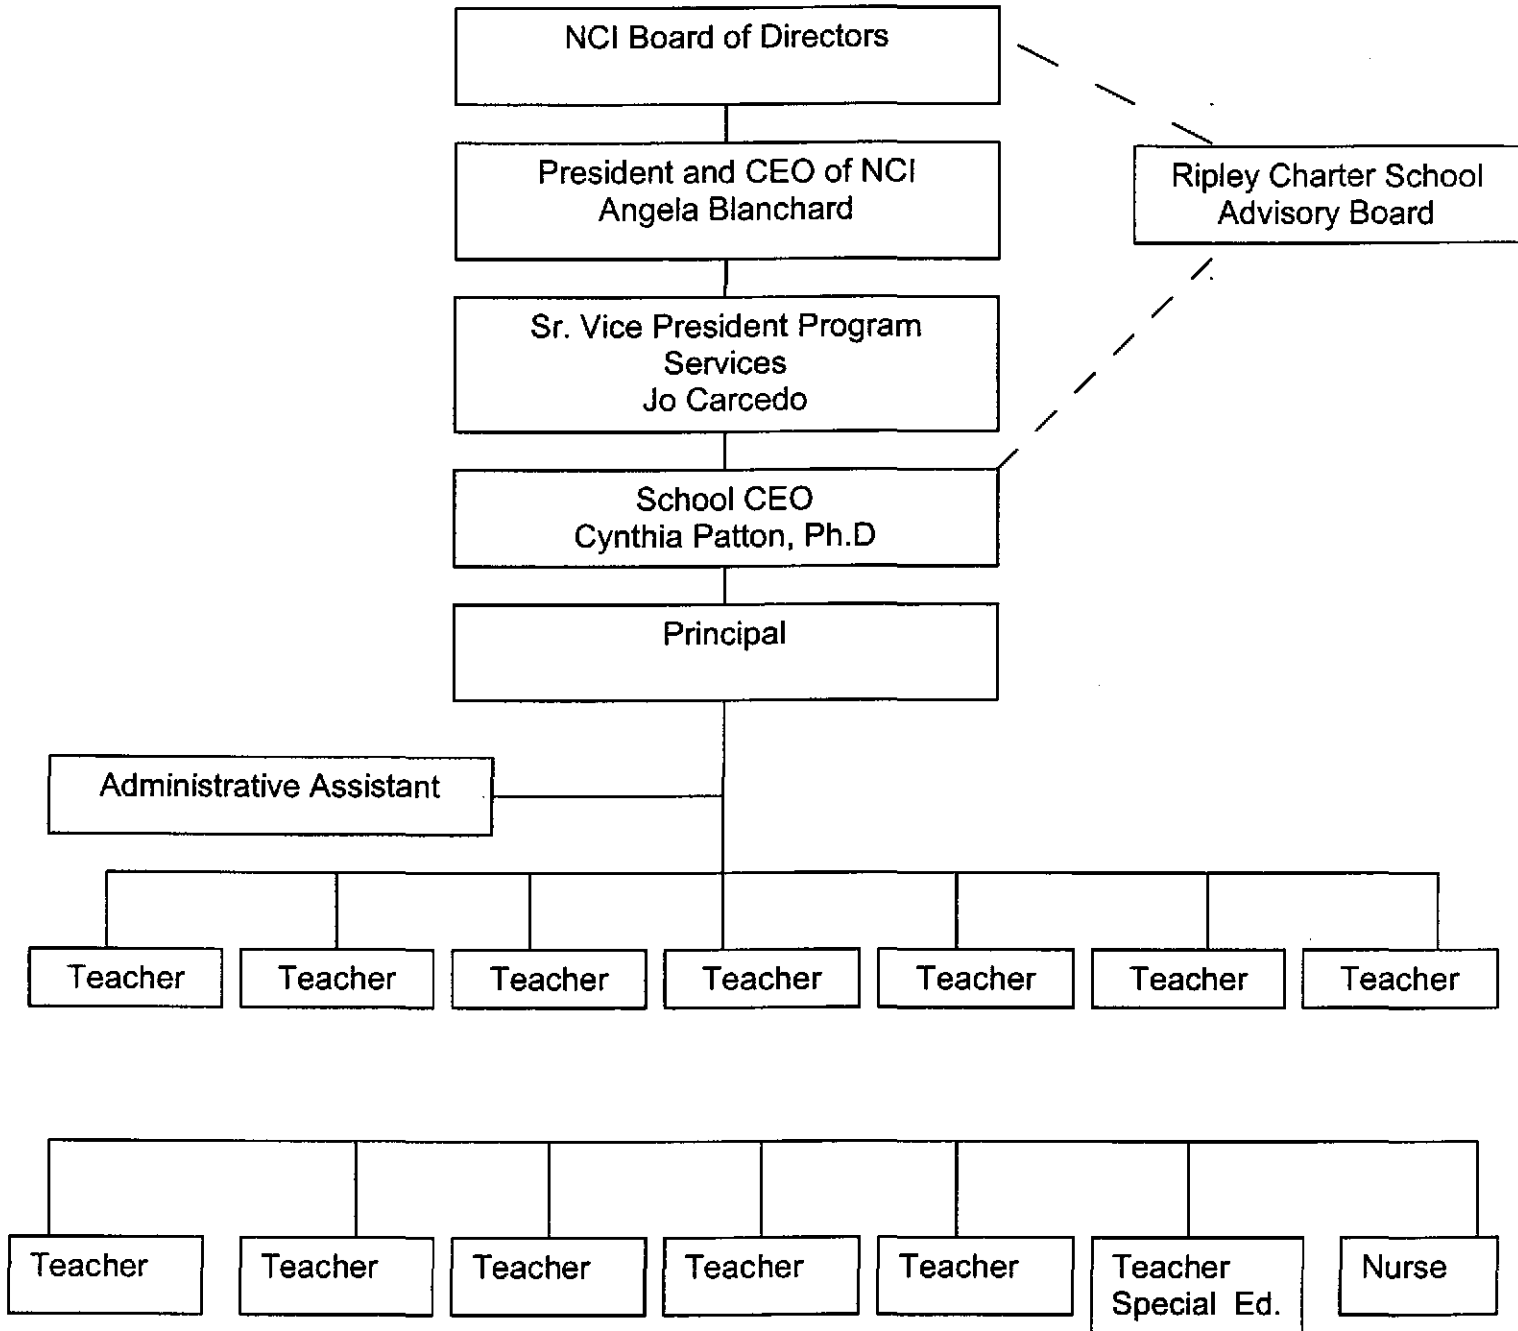 NCI Board of Directors
President and CEO of NCI
Angela Blanchard
Ripley Charter School
Advisory Board
Sr. Vice President Program
Services
Jo Carcedo
School CEO
Cynthia Patton, Ph.D
Principal
Administrative Assistant
Teacher Teacher Teacher Teacher Teacher Teacher Teacher
Teacher Teacher Teacher Teacher Teacher Teacher Nurse
Special Ed.